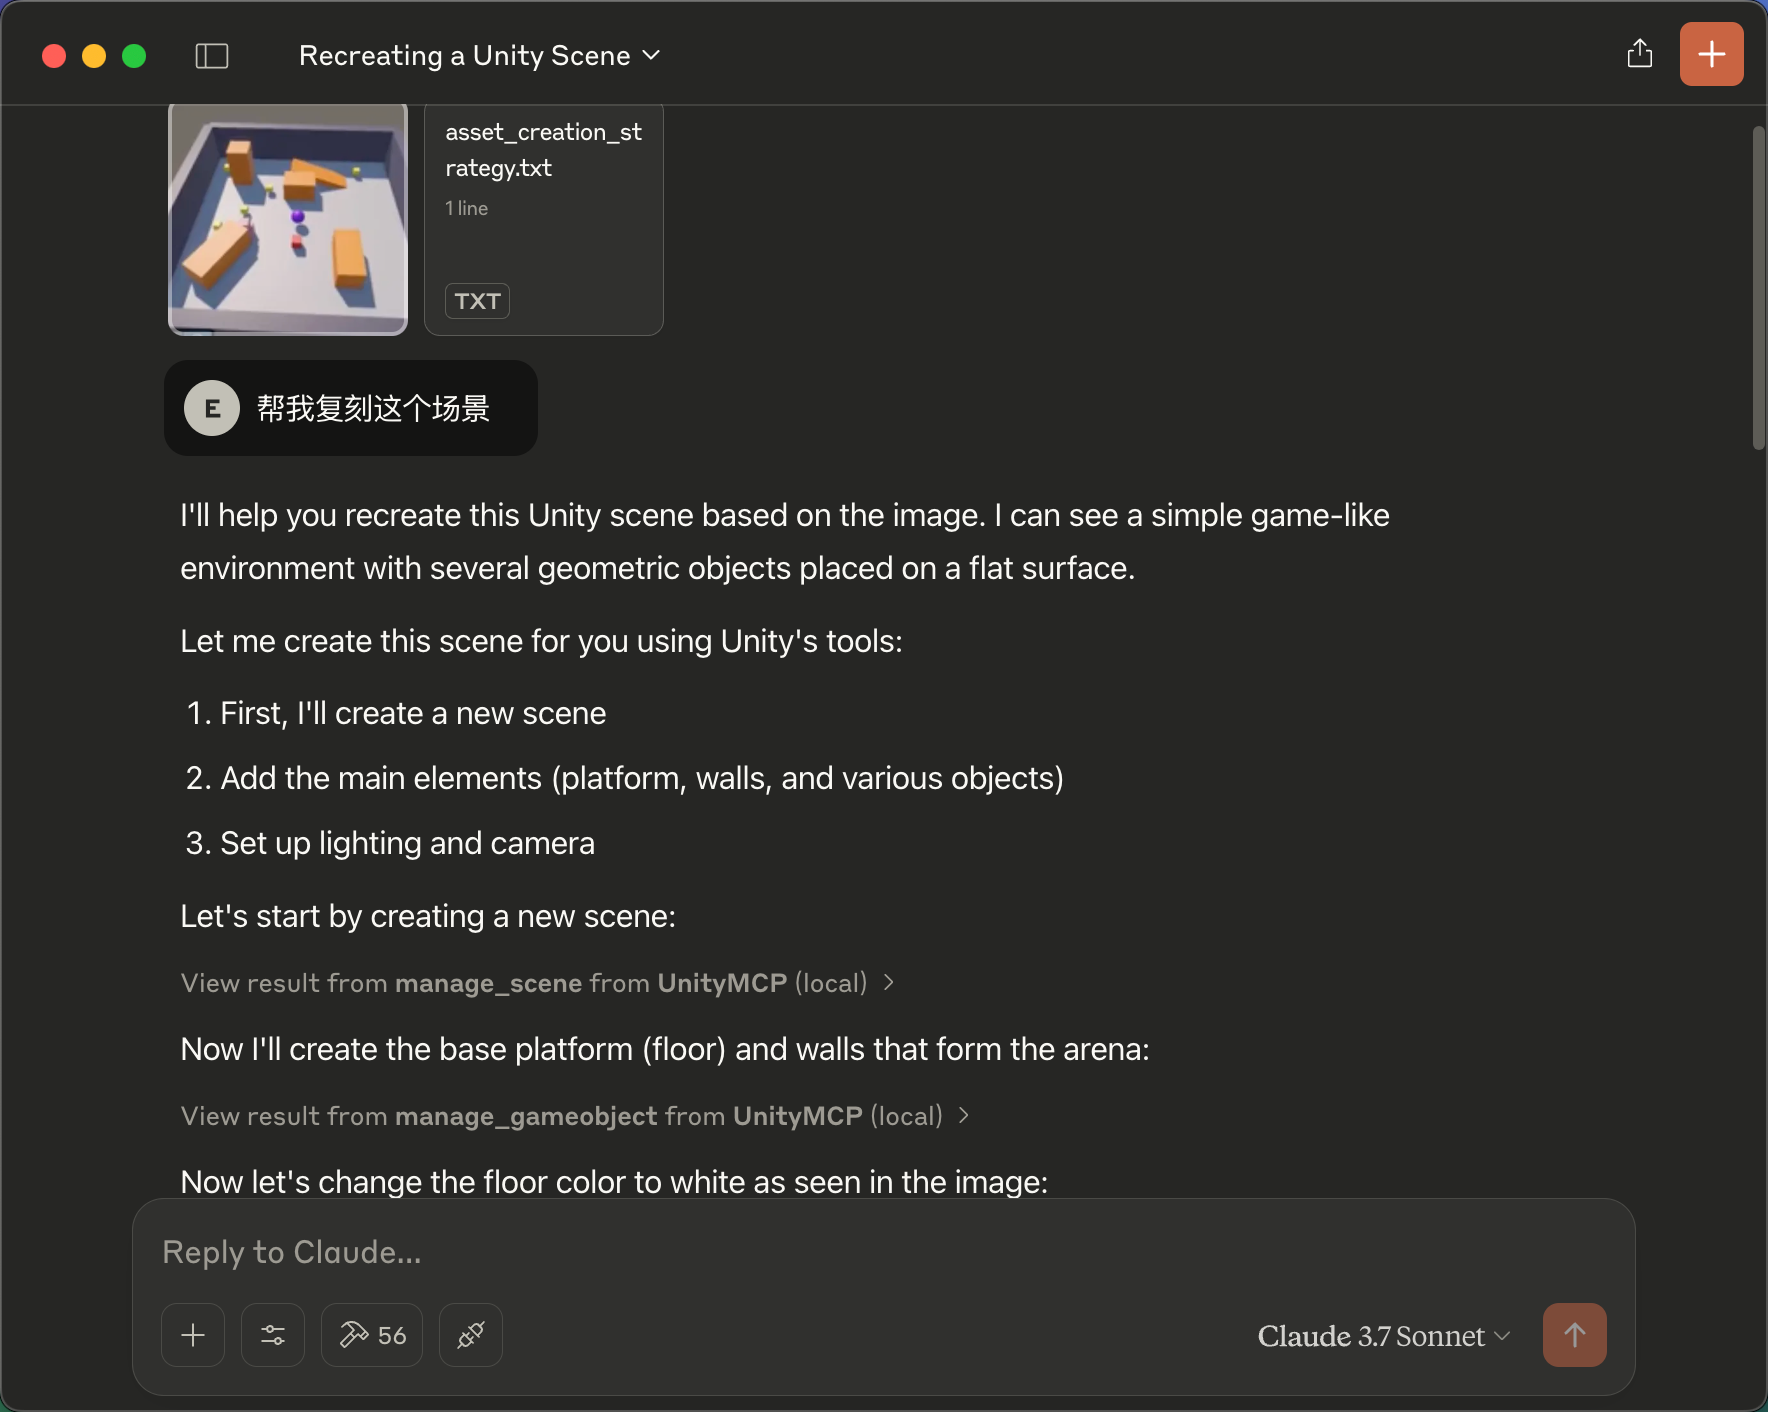 Recreating a Unity Scene
asset_creation_st
rategy.txt
1 line
TXT
E 帮我复刻这个场景
I'll help you recreate this Unity scene based on the image. I can see a simple game-like
environment with several geometric objects placed on a flat surface.
Let me create this scene for you using Unity's tools:
1. First, I'll create a new scene
2. Add the main elements (platform, walls, and various objects)
3. Set up lighting and camera
Let's start by creating a new scene:
View result from manage_scene from UnityMCP (local)
Now I'll create the base platform (floor) and walls that form the arena:
View result from manage_gameobject from UnityMCP (local)
Now let's change the floor color to white as seen in the image:
Reply to Claude...
56
Claude 3.7 Sonnet